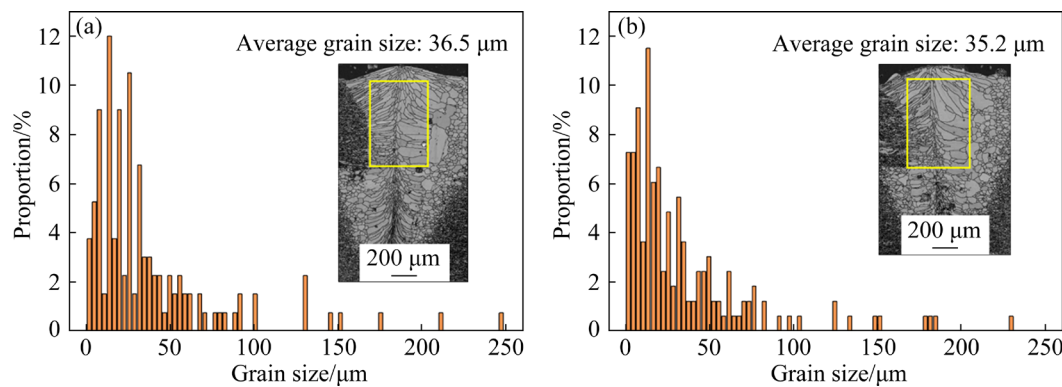 (a)
Average grain size: 36.5 μm
Proportion/%
12
10
8
6
4
2
0
200 μm
0 50 100 150 200 250
Grain size/μm
(b)
Average grain size: 35.2 μm
Proportion/%
12
10
8
6
4
2
0
200 μm
0 50 100 150 200 250
Grain size/μm